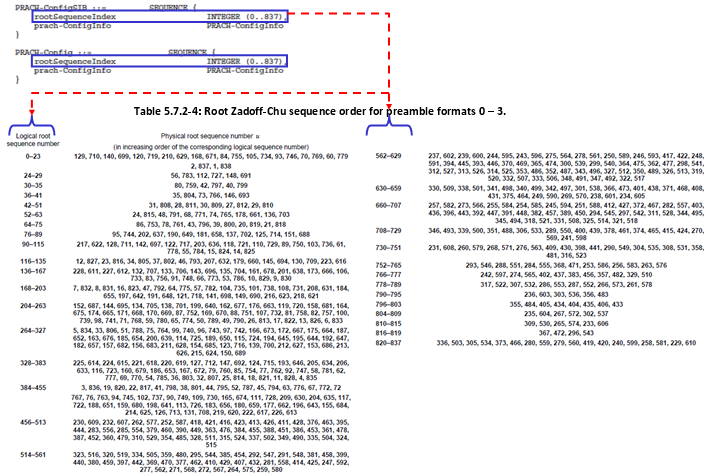 PRACH-ConfigSIB ::= SEQUENCE {
rootSequenceIndex INTEGER (0..837),
prach-ConfigInfo PRACH-ConfigInfo
}
PRACH-Config ::= SEQUENCE {
rootSequenceIndex INTEGER (0..837),
prach-ConfigInfo PRACH-ConfigInfo
}
Table 5.7.2-4: Root Zadoff-Chu sequence order for preamble formats 0 – 3.
Logical root
sequence number
Physical root sequence number u
(in increasing order of the corresponding logical sequence number)
0–23 129, 710, 140, 699, 120, 719, 210, 629, 168, 671, 84, 755, 105, 734, 93, 746, 70, 769, 60, 779
2, 837, 1, 838
24–29 56, 783, 112, 727, 148, 691
30–35 80, 759, 42, 797, 40, 799
36–41 35, 804, 73, 766, 146, 693
42–51 31, 808, 28, 811, 30, 809, 27, 812, 29, 810
52–63 24, 815, 48, 791, 68, 771, 74, 765, 178, 661, 136, 703
64–75 86, 753, 78, 761, 43, 796, 39, 800, 20, 819, 21, 818
76–89 95, 744, 202, 637, 190, 649, 181, 658, 137, 702, 125, 714, 151, 688
90–115 217, 622, 128, 711, 142, 697, 122, 717, 203, 636, 118, 721, 110, 729, 89, 750, 103, 736, 61,
778, 55, 784, 15, 824, 14, 825
116–135 12, 827, 23, 816, 34, 805, 37, 802, 46, 793, 207, 632, 179, 660, 145, 694, 130, 709, 223, 616
136–167 228, 611, 227, 612, 132, 707, 133, 706, 143, 696, 135, 704, 161, 678, 201, 638, 173, 666, 106,
733, 83, 756, 91, 748, 66, 773, 53, 786, 10, 829, 9, 830
168–203 7, 832, 8, 831, 16, 823, 47, 792, 64, 775, 57, 782, 104, 735, 101, 738, 108, 731, 208, 631, 184,
655, 197, 642, 191, 648, 121, 718, 141, 698, 149, 690, 216, 623, 218, 621
204–263 152, 687, 144, 695, 134, 705, 138, 701, 199, 640, 162, 677, 176, 663, 119, 720, 158, 681, 164,
675, 174, 665, 171, 668, 170, 669, 87, 752, 169, 670, 88, 751, 107, 732, 81, 758, 82, 757, 100,
739, 98, 741, 71, 768, 59, 780, 65, 774, 50, 789, 49, 790, 26, 813, 17, 822, 13, 826, 6, 833
264–327 5, 834, 33, 806, 51, 788, 75, 764, 99, 740, 96, 743, 97, 742, 166, 673, 172, 667, 175, 664, 187,
652, 163, 676, 185, 654, 200, 639, 114, 725, 189, 650, 115, 724, 194, 645, 195, 644, 192, 647,
182, 657, 157, 682, 156, 683, 211, 628, 154, 685, 123, 716, 139, 700, 212, 627, 153, 686, 213,
626, 215, 624, 150, 689
328–383 225, 614, 224, 615, 221, 618, 220, 619, 127, 712, 147, 692, 124, 715, 193, 646, 205, 634, 206,
633, 116, 723, 160, 679, 186, 653, 167, 672, 79, 760, 85, 754, 77, 762, 92, 747, 58, 781, 62,
777, 69, 770, 54, 785, 36, 803, 32, 807, 25, 814, 18, 821, 11, 828, 4, 835
384–455 3, 836, 19, 820, 22, 817, 41, 798, 38, 801, 44, 795, 52, 787, 45, 794, 63, 776, 67, 772, 72
767, 76, 763, 94, 745, 102, 737, 90, 749, 109, 730, 165, 674, 111, 728, 209, 630, 204, 635, 117,
722, 188, 651, 159, 680, 198, 641, 113, 726, 183, 656, 180, 659, 177, 662, 196, 643, 155, 684,
214, 625, 126, 713, 131, 708, 219, 620, 222, 617, 226, 613
456–513 230, 609, 232, 607, 262, 577, 252, 587, 418, 421, 416, 423, 413, 426, 411, 428, 376, 463, 395,
444, 283, 556, 285, 554, 379, 460, 390, 449, 363, 476, 384, 455, 388, 451, 386, 453, 361, 478,
387, 452, 360, 479, 310, 529, 354, 485, 328, 511, 315, 524, 337, 502, 349, 490, 335, 504, 324,
515
514–561 323, 516, 320, 519, 334, 505, 359, 480, 295, 544, 385, 454, 292, 547, 291, 548, 381, 458, 399,
440, 380, 459, 397, 442, 369, 470, 377, 462, 410, 429, 407, 432, 281, 558, 414, 425, 247, 592,
277, 562, 271, 568, 272, 567, 264, 575, 259, 580
562–629 237, 602, 239, 600, 244, 595, 243, 596, 275, 564, 278, 561, 250, 589, 246, 593, 417, 422, 248,
591, 394, 445, 393, 446, 370, 469, 365, 474, 300, 539, 299, 540, 364, 475, 362, 477, 298, 541,
312, 527, 313, 526, 314, 525, 353, 486, 352, 487, 343, 496, 327, 512, 350, 489, 326, 513, 319,
520, 332, 507, 333, 506, 348, 491, 347, 492, 322, 517
630–659 330, 509, 338, 501, 341, 498, 340, 499, 342, 497, 301, 538, 366, 473, 401, 438, 371, 468, 408,
431, 375, 464, 249, 590, 269, 570, 238, 601, 234, 605
660–707 257, 582, 273, 566, 255, 584, 254, 585, 245, 594, 251, 588, 412, 427, 372, 467, 282, 557, 403,
436, 396, 443, 392, 447, 391, 448, 382, 457, 389, 450, 294, 545, 297, 542, 311, 528, 344, 495,
345, 494, 318, 521, 331, 508, 325, 514, 321, 518
708–729 346, 493, 339, 500, 351, 488, 306, 533, 289, 550, 400, 439, 378, 461, 374, 465, 415, 424, 270,
569, 241, 598
730–751 231, 608, 260, 579, 268, 571, 276, 563, 409, 430, 398, 441, 290, 549, 304, 535, 308, 531, 358,
481, 316, 523
752–765 293, 546, 288, 551, 284, 555, 368, 471, 253, 586, 256, 583, 263, 576
766–777 242, 597, 274, 565, 402, 437, 383, 456, 357, 482, 329, 510
778–789 317, 522, 307, 532, 286, 553, 287, 552, 266, 573, 261, 578
790–795 236, 603, 303, 536, 356, 483
796–803 355, 484, 405, 434, 404, 435, 406, 433
804–809 235, 604, 267, 572, 302, 537
810–815 309, 530, 265, 574, 233, 606
816–819 367, 472, 296, 543
820–837 336, 503, 305, 534, 373, 466, 280, 559, 279, 560, 419, 420, 240, 599, 258, 581, 229, 610